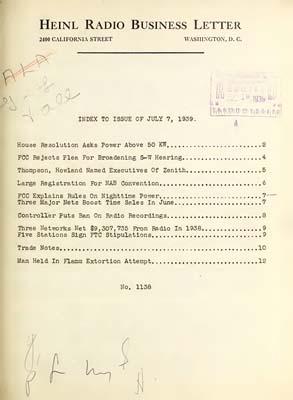 HEINL RADIO BUSINESS LETTER
2400 CALIFORNIA STREET WASHINGTON, D. C.
INDEX TO ISSUE OF JULY 7, 1939.
House Resolution Asks Power Above 50 KW.......................2
FCC Rejects Plea For Broadening S-W Hearing...................4
Thompson, Howland Named Executives Of Zenith..................5
Large Registration For NAB Convention.........................6
FCC Explains Rules On Nighttime Power.........................7
Three Major Nets Boost Time Sales In June.....................7
Controller Puts Ban On Radio Recordings.......................8
Three Networks Net $9,307,735 From Radio In 1938..............9
Five Stations Sign FTC Stipulations...........................9
Trade Notes..................................................10
Man Held In Flame Extortion Attempt..........................12
No. 1138